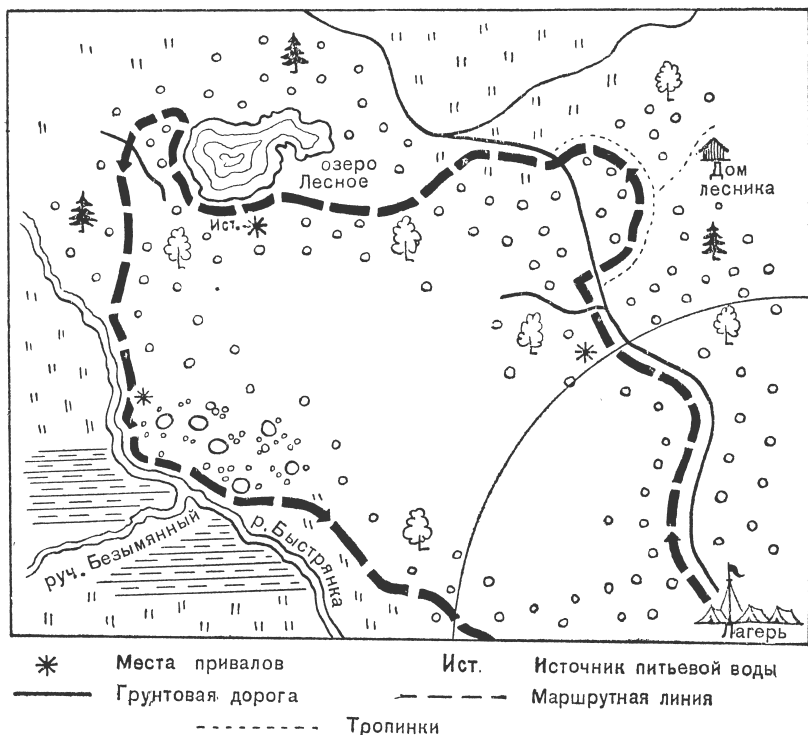 озеро
Лесное
Дом
лесника
Ист.
руч. Безымянный
р. Быстрянка
Лагерь
Места привалов
Ист. Источник питьевой воды
Грунтовая дорога
Маршрутная линия
Тропинки